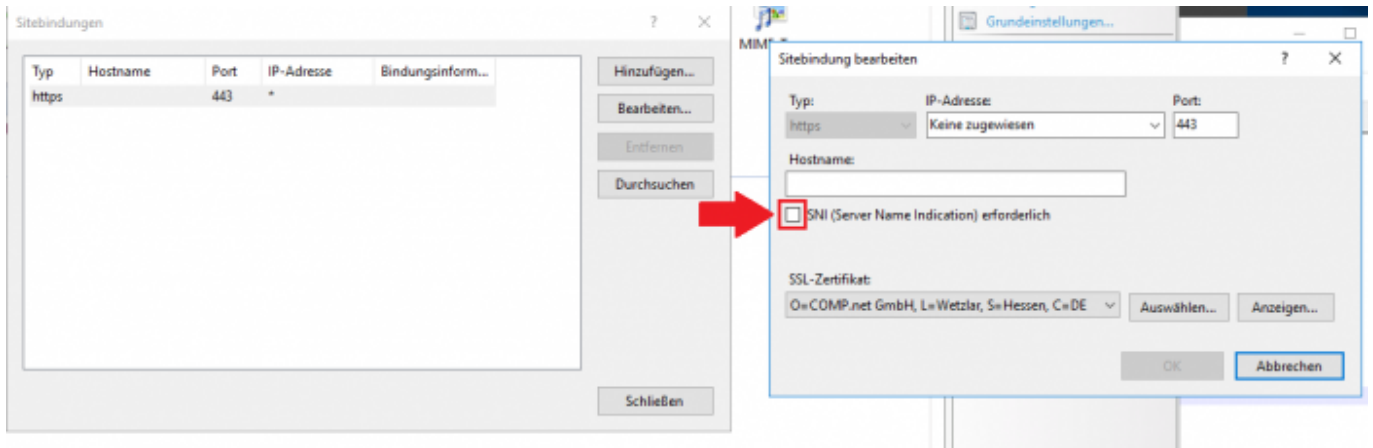 Sitebindungen
Typ Hostname Port IP-Adresse Bindungsinform...
https 443 *
Hinzufügen...
Bearbeiten...
Entfernen
Durchsuchen
Schließen
Grundeinstellungen...
Sitebindung bearbeiten
Typ: IP-Adresse: Port:
https Keine zugewiesen 443
Hostname:
SNI (Server Name Indication) erforderlich
SSL-Zertifikat:
O=COMP.net GmbH, L=Wetzlar, S=Hessen, C=DE Auswählen... Anzeigen...
OK Abbrechen